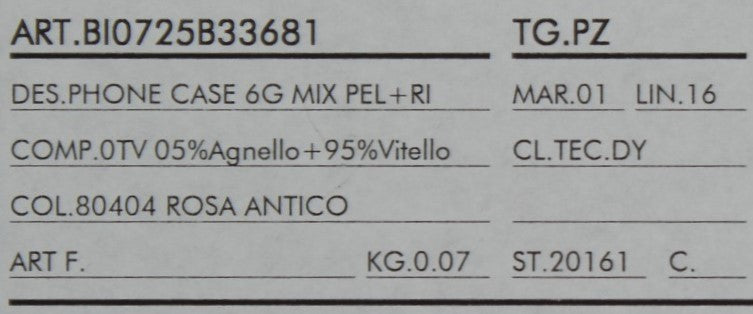 ART.BI0725B33681 TG.PZ
DES.PHONE CASE 6G MIX PEL+RI MAR.01 LIN.16
COMP.0TV 05%Agnello+95%Vitello CL.TEC.DY
COL.80404 ROSA ANTICO
ART F. KG.0.07 ST.20161 C.